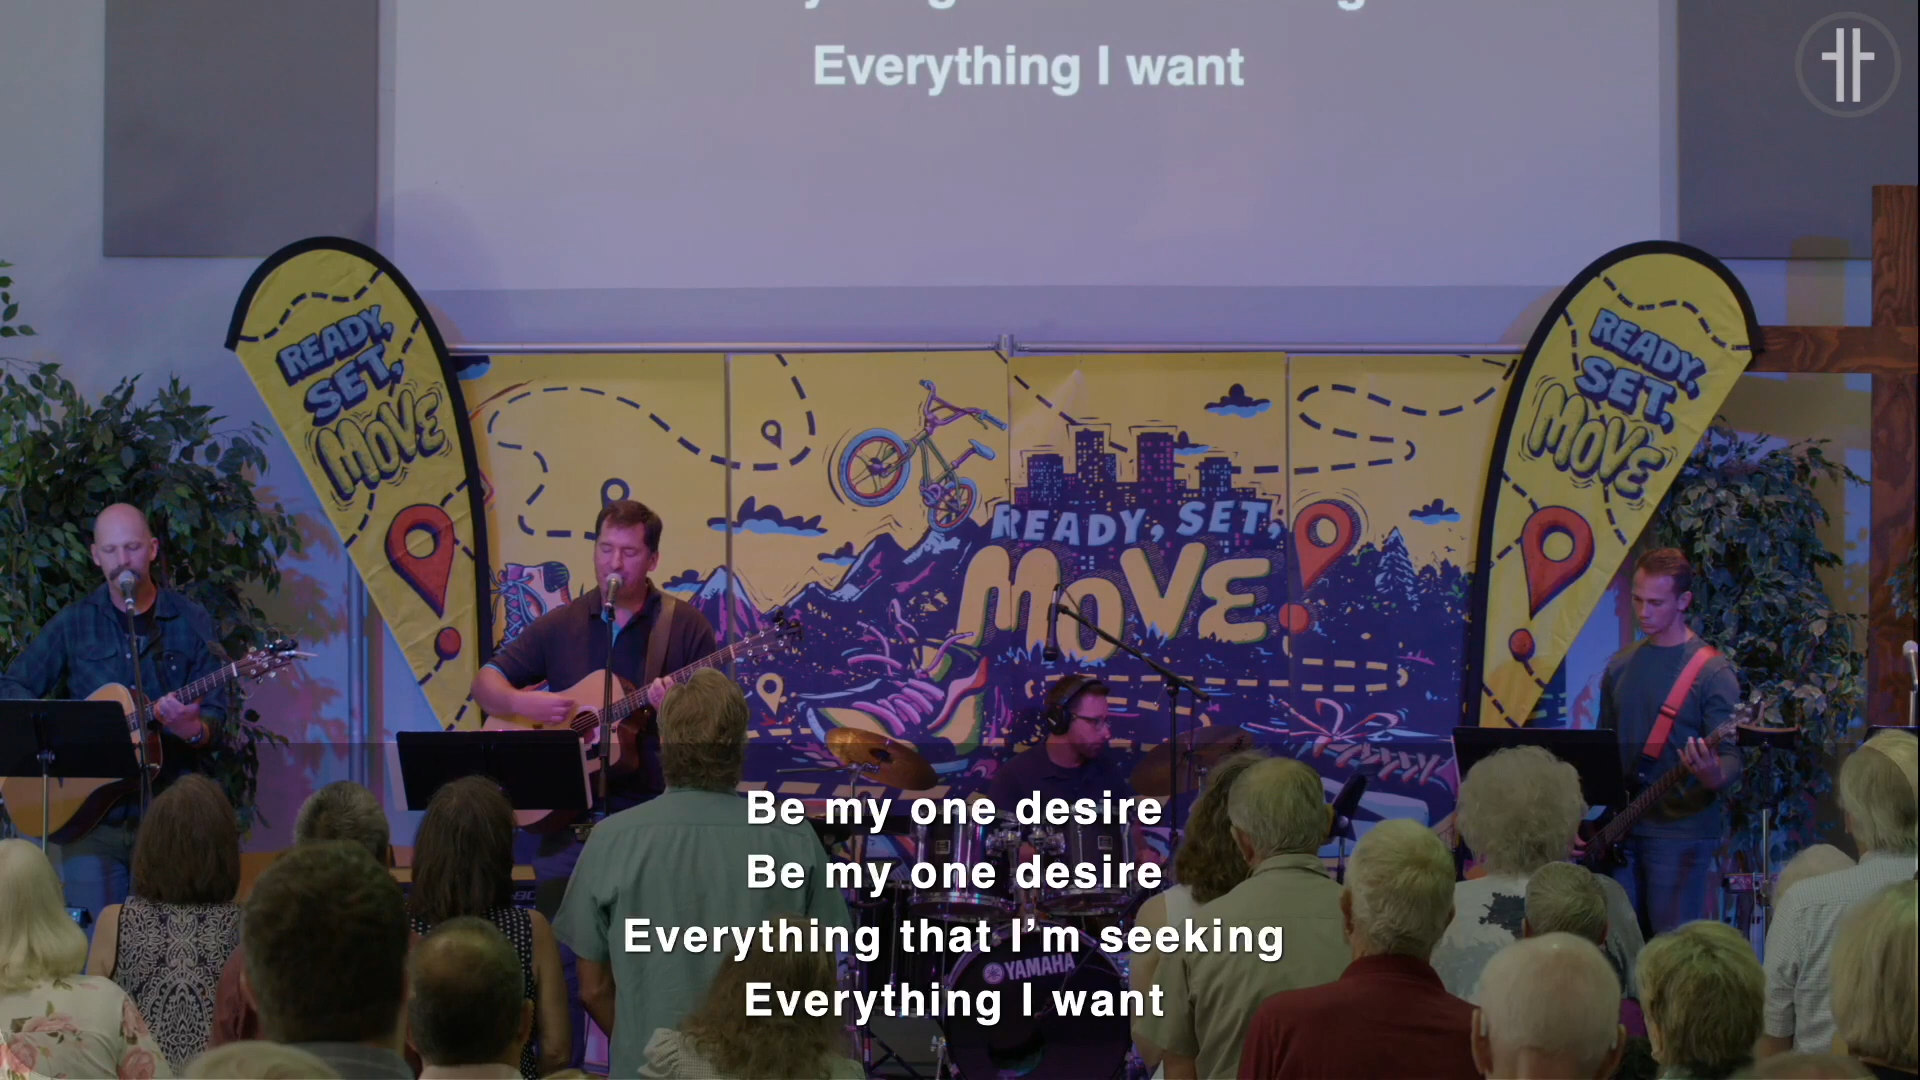 Everything I want
READY,
SET,
MOVE
READY,
SET,
MOVE
READY, SET,
MOVE
Be my one desire
Be my one desire
Everything that I'm seeking
Everything I want
YAMAHA